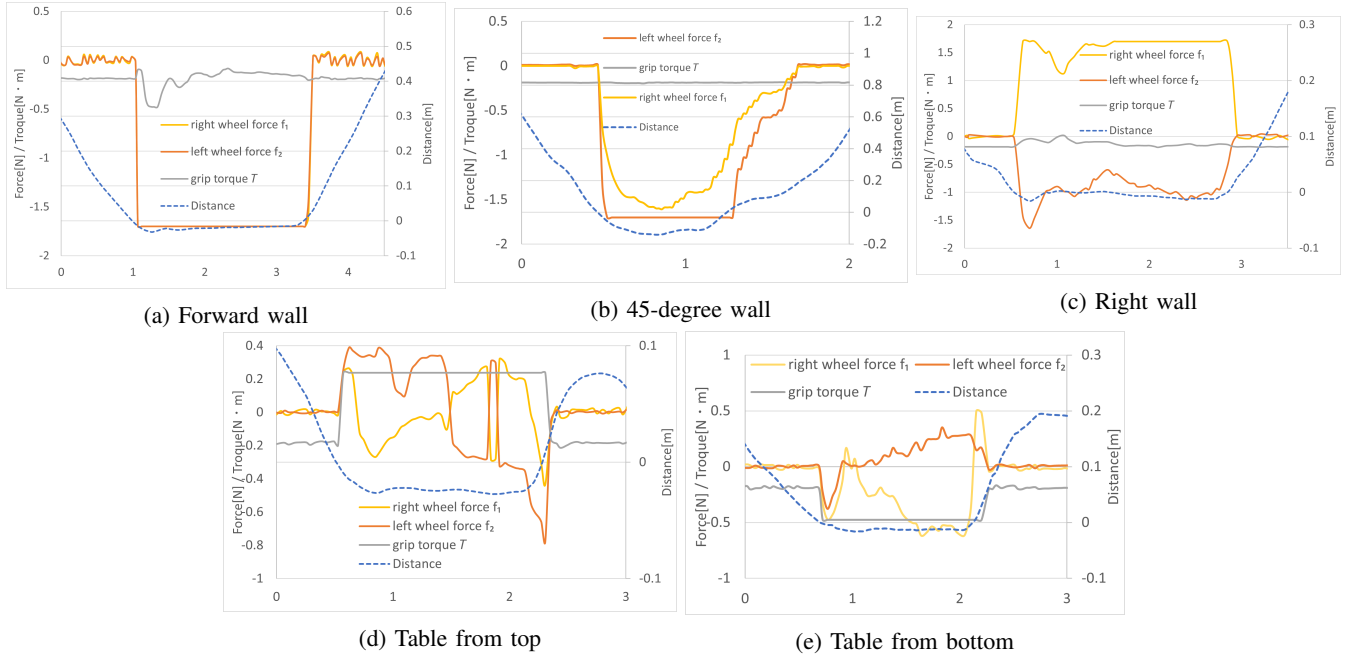 0.5
0
-0.5
-1
-1.5
-2
Force[N] / Troque[N・m]
0.6
0.5
0.4
0.3
0.2
0.1
0
-0.1
Distance[m]
right wheel force f₁
left wheel force f₂
grip torque T
Distance
0 1 2 3 4
(a) Forward wall
0.5
0
-0.5
-1
-1.5
-2
Force[N] / Troque[N・m]
1.2
1
0.8
0.6
0.4
0.2
0
-0.2
Distance[m]
left wheel force f₂
grip torque T
right wheel force f₁
Distance
0 1 2
(b) 45-degree wall
2
1.5
1
0.5
0
-0.5
-1
-1.5
-2
Force[N] / Troque[N・m]
0.3
0.2
0.1
0
-0.1
Distance[m]
right wheel force f₁
left wheel force f₂
grip torque T
Distance
0 1 2 3
(c) Right wall
0.4
0.2
0
-0.2
-0.4
-0.6
-0.8
-1
Force[N] / Troque[N・m]
0.1
0
-0.1
Distance[m]
right wheel force f₁
left wheel force f₂
grip torque T
Distance
0 1 2 3
(d) Table from top
1
0.5
0
-0.5
-1
Force[N] / Troque[N・m]
0.3
0.2
0.1
0
-0.1
Distance[m]
right wheel force f₁ left wheel force f₂
grip torque T Distance
0 1 2 3
(e) Table from bottom